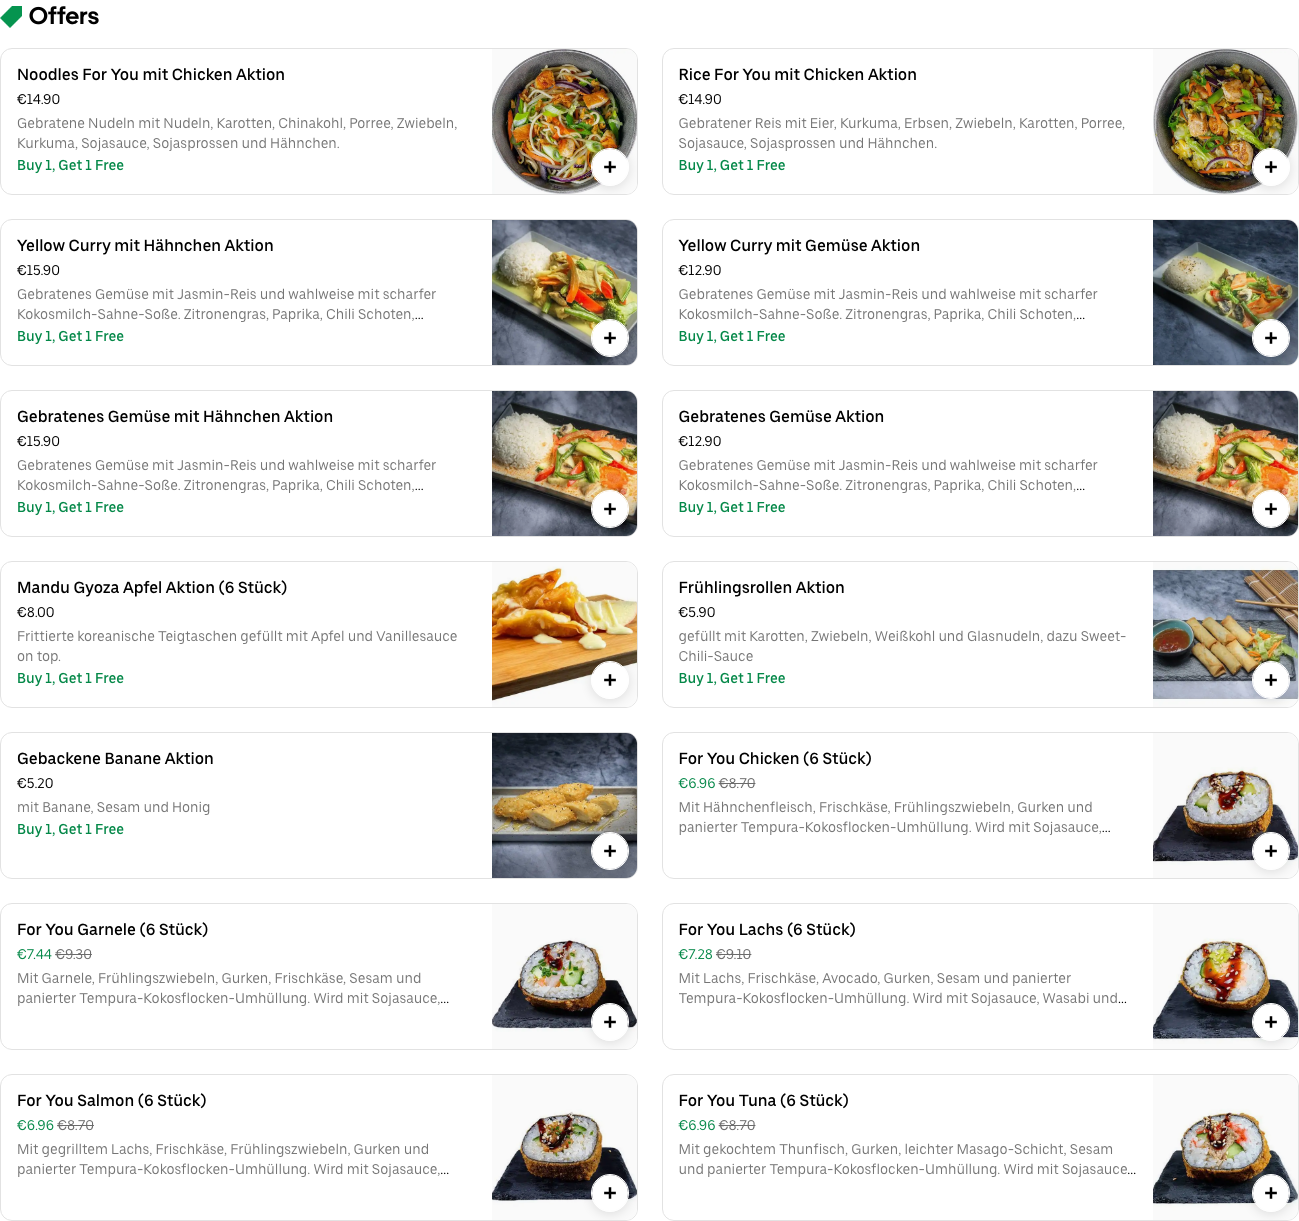 Offers
Noodles For You mit Chicken Aktion
€14.90
Gebratene Nudeln mit Nudeln, Karotten, Chinakohl, Porree, Zwiebeln,
Kurkuma, Sojasauce, Sojasprossen und Hähnchen.
Buy 1, Get 1 Free
Rice For You mit Chicken Aktion
€14.90
Gebratener Reis mit Eier, Kurkuma, Erbsen, Zwiebeln, Karotten, Porree,
Sojasauce, Sojasprossen und Hähnchen.
Buy 1, Get 1 Free
Yellow Curry mit Hähnchen Aktion
€15.90
Gebratenes Gemüse mit Jasmin-Reis und wahlweise mit scharfer
Kokosmilch-Sahne-Soße. Zitronengras, Paprika, Chili Schoten,...
Buy 1, Get 1 Free
Yellow Curry mit Gemüse Aktion
€12.90
Gebratenes Gemüse mit Jasmin-Reis und wahlweise mit scharfer
Kokosmilch-Sahne-Soße. Zitronengras, Paprika, Chili Schoten,...
Buy 1, Get 1 Free
Gebratenes Gemüse mit Hähnchen Aktion
€15.90
Gebratenes Gemüse mit Jasmin-Reis und wahlweise mit scharfer
Kokosmilch-Sahne-Soße. Zitronengras, Paprika, Chili Schoten,...
Buy 1, Get 1 Free
Gebratenes Gemüse Aktion
€12.90
Gebratenes Gemüse mit Jasmin-Reis und wahlweise mit scharfer
Kokosmilch-Sahne-Soße. Zitronengras, Paprika, Chili Schoten,...
Buy 1, Get 1 Free
Mandu Gyoza Apfel Aktion (6 Stück)
€8.00
Frittierte koreanische Teigtaschen gefüllt mit Apfel und Vanillesauce
on top.
Buy 1, Get 1 Free
Frühlingsrollen Aktion
€5.90
gefüllt mit Karotten, Zwiebeln, Weißkohl und Glasnudeln, dazu Sweet-
Chili-Sauce
Buy 1, Get 1 Free
Gebackene Banane Aktion
€5.20
mit Banane, Sesam und Honig
Buy 1, Get 1 Free
For You Chicken (6 Stück)
€6.96 €8.70
Mit Hähnchenfleisch, Frischkäse, Frühlingszwiebeln, Gurken und
panierter Tempura-Kokosflocken-Umhüllung. Wird mit Sojasauce,...
For You Garnele (6 Stück)
€7.44 €9.30
Mit Garnele, Frühlingszwiebeln, Gurken, Frischkäse, Sesam und
panierter Tempura-Kokosflocken-Umhüllung. Wird mit Sojasauce,...
For You Lachs (6 Stück)
€7.28 €9.10
Mit Lachs, Frischkäse, Avocado, Gurken, Sesam und panierter
Tempura-Kokosflocken-Umhüllung. Wird mit Sojasauce, Wasabi und...
For You Salmon (6 Stück)
€6.96 €8.70
Mit gegrilltem Lachs, Frischkäse, Frühlingszwiebeln, Gurken und
panierter Tempura-Kokosflocken-Umhüllung. Wird mit Sojasauce,...
For You Tuna (6 Stück)
€6.96 €8.70
Mit gekochtem Thunfisch, Gurken, leichter Masago-Schicht, Sesam
und panierter Tempura-Kokosflocken-Umhüllung. Wird mit Sojasauce...